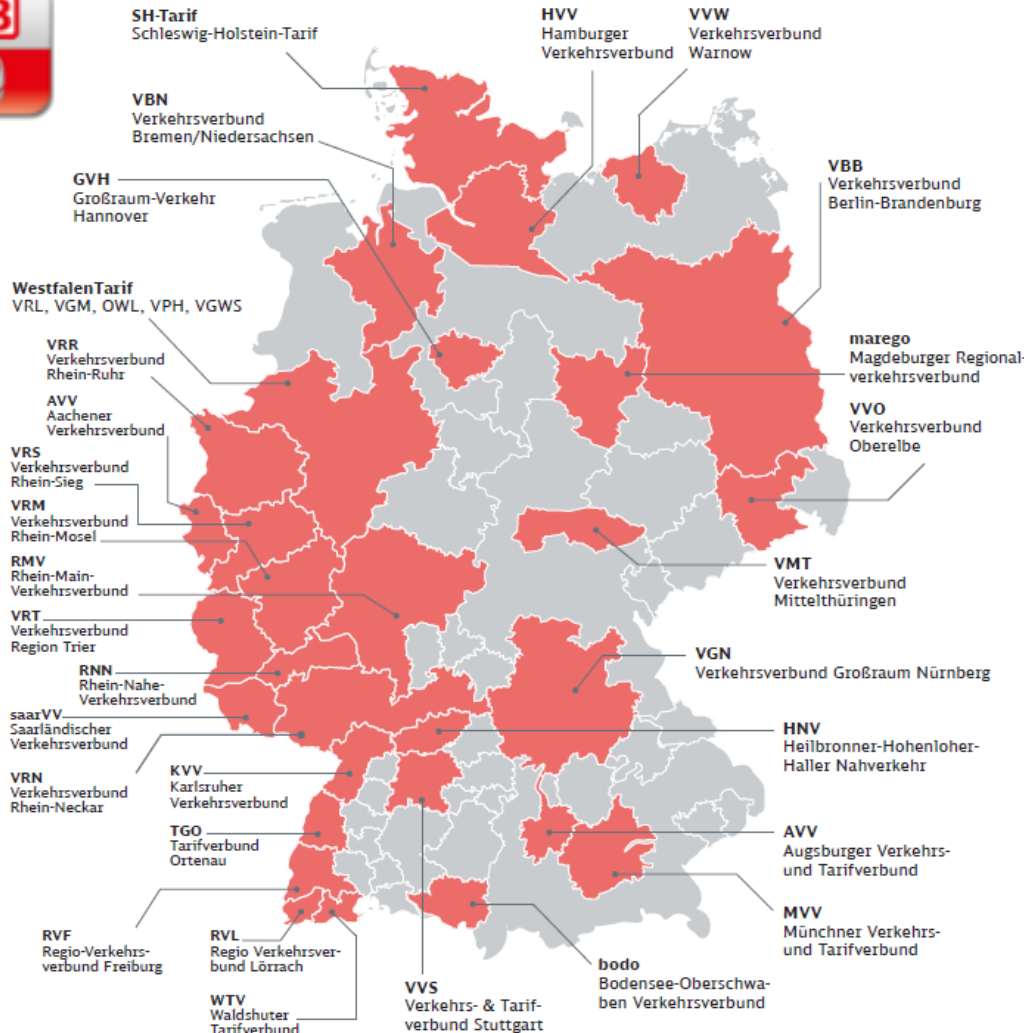 B
SH-Tarif
Schleswig-Holstein-Tarif
HVV
Hamburger
Verkehrsverbund
VVW
Verkehrsverbund
Warnow
VBN
Verkehrsverbund
Bremen/Niedersachsen
GVH
Großraum-Verkehr
Hannover
VBB
Verkehrsverbund
Berlin-Brandenburg
WestfalenTarif
VRL, VGM, OWL, VPH, VGWS
VRR
Verkehrsverbund
Rhein-Ruhr
marego
Magdeburger Regional-
verkehrsverbund
AVV
Aachener
Verkehrsverbund
VVO
Verkehrsverbund
Oberelbe
VRS
Verkehrsverbund
Rhein-Sieg
VRM
Verkehrsverbund
Rhein-Mosel
RMV
Rhein-Main-
Verkehrsverbund
VMT
Verkehrsverbund
Mittelthüringen
VRT
Verkehrsverbund
Region Trier
VGN
Verkehrsverbund Großraum Nürnberg
RNN
Rhein-Nahe-
Verkehrsverbund
saarVV
Saarländischer
Verkehrsverbund
HNV
Heilbronner-Hohenloher-
Haller Nahverkehr
VRN
Verkehrsverbund
Rhein-Neckar
KVV
Karlsruher
Verkehrsverbund
TGO
Tarifverbund
Ortenau
AVV
Augsburger Verkehrs-
und Tarifverbund
MVV
Münchner Verkehrs-
und Tarifverbund
RVF
Regio-Verkehrs-
verbund Freiburg
RVL
Regio Verkehrsver-
bund Lörrach
WTV
Waldshuter
Tarifverbund
VVS
Verkehrs- & Tarif-
verbund Stuttgart
bodo
Bodensee-Oberschwa-
ben Verkehrsverbund